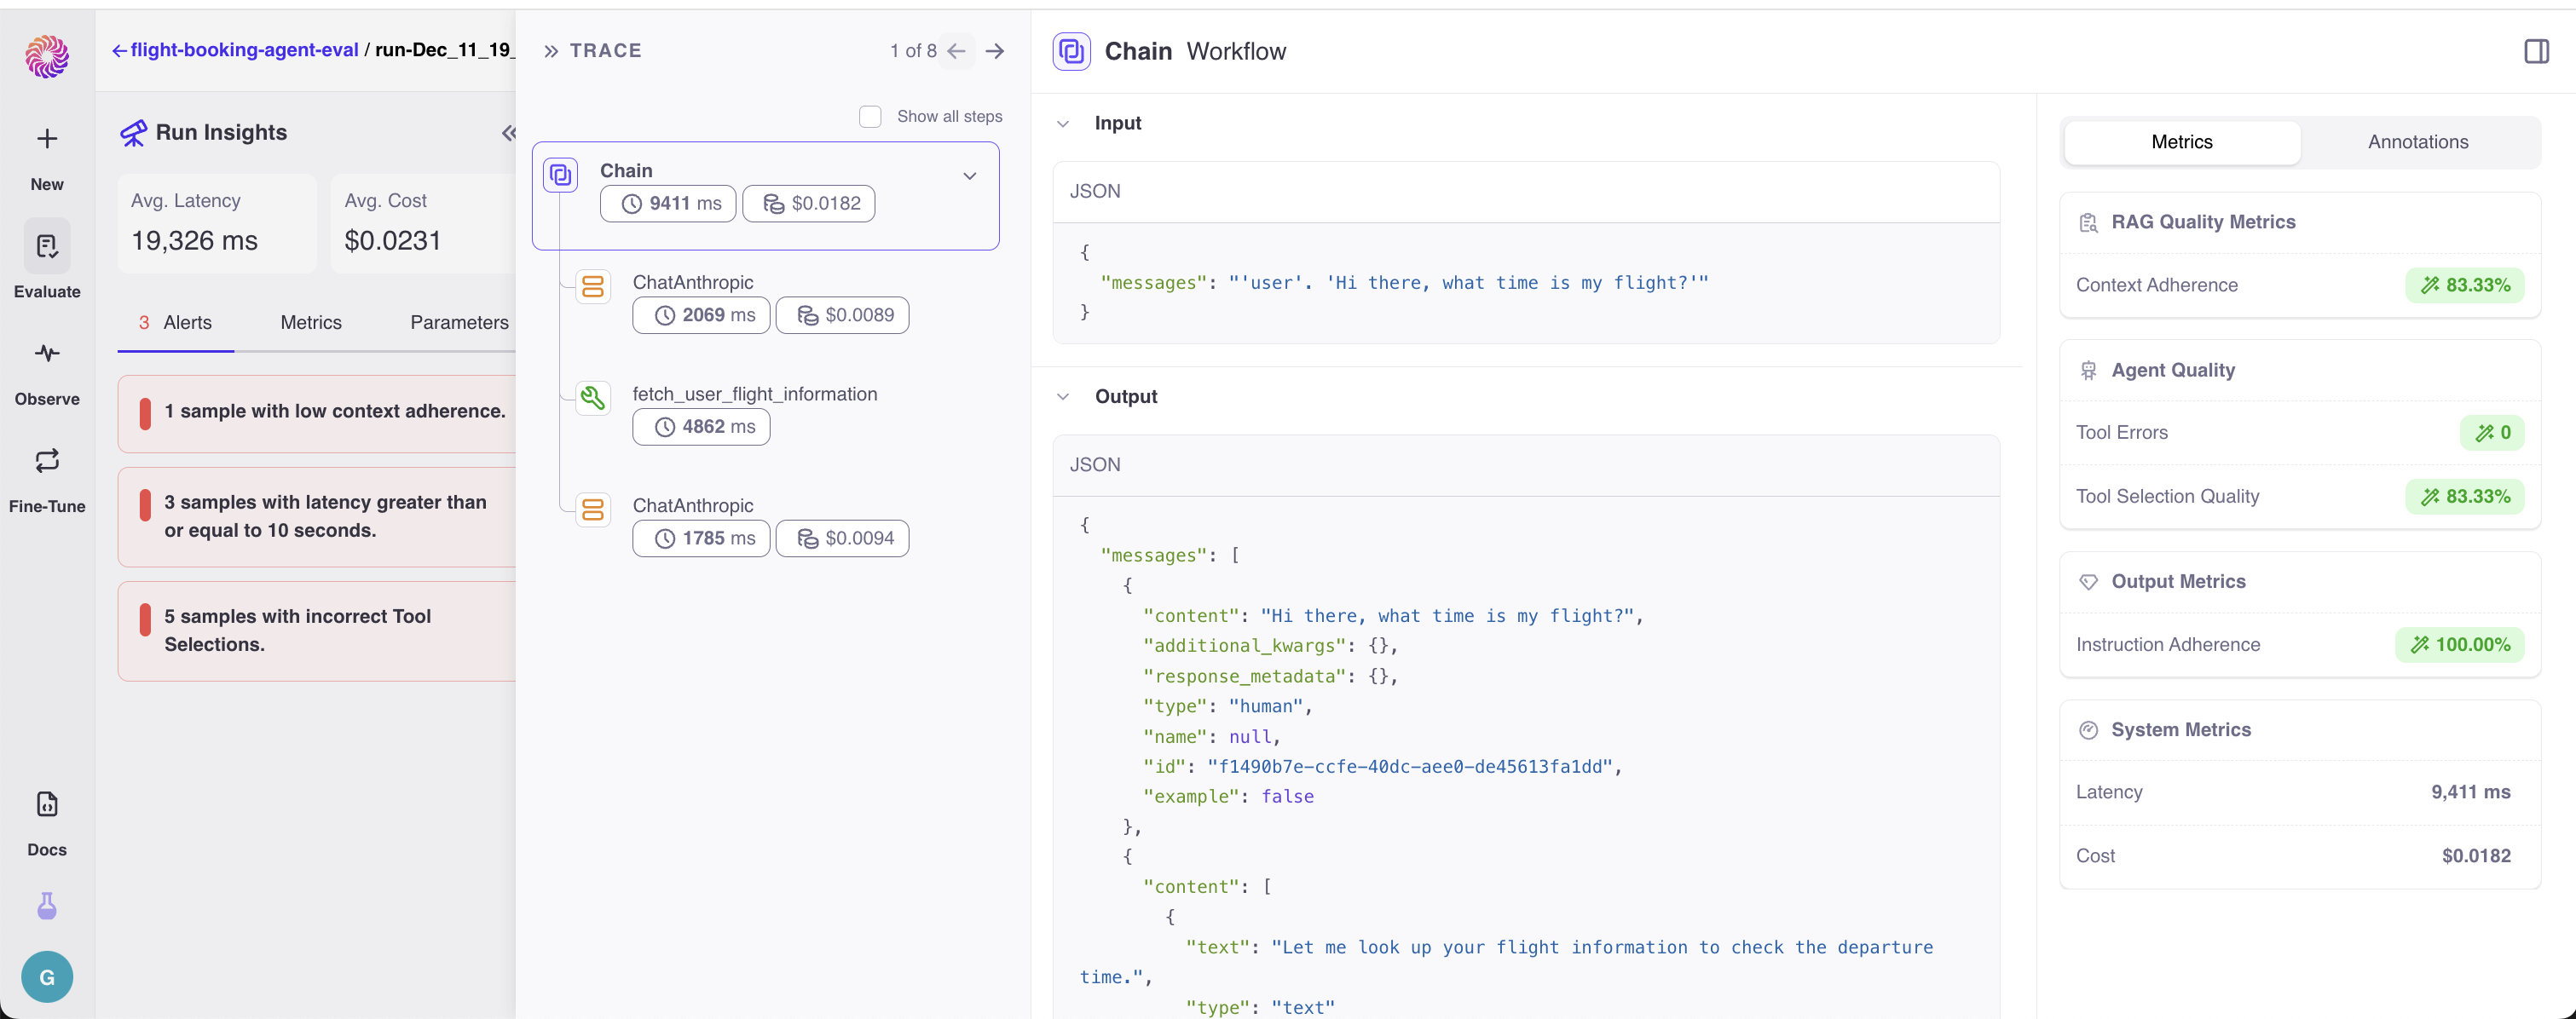 New
Evaluate
Observe
Fine-Tune
Docs
G
flight-booking-agent-eval / run-Dec_11_19_
Run Insights
Avg. Latency
19,326 ms
Avg. Cost
$0.0231
3 Alerts
Metrics
Parameters
1 sample with low context adherence.
3 samples with latency greater than
or equal to 10 seconds.
5 samples with incorrect Tool
Selections.
TRACE
1 of 8
Show all steps
Chain
9411 ms
$0.0182
ChatAnthropic
2069 ms
$0.0089
fetch_user_flight_information
4862 ms
ChatAnthropic
1785 ms
$0.0094
Chain Workflow
Input
JSON
{
"messages": "'user'. 'Hi there, what time is my flight?'"
}
Output
JSON
{
"messages": [
{
"content": "Hi there, what time is my flight?",
"additional_kwargs": {},
"response_metadata": {},
"type": "human",
"name": null,
"id": "f1490b7e-ccfe-40dc-aee0-de45613fa1dd",
"example": false
},
{
"content": [
{
"text": "Let me look up your flight information to check the departure
time.",
"type": "text"
Metrics
Annotations
RAG Quality Metrics
Context Adherence
83.33%
Agent Quality
Tool Errors
0
Tool Selection Quality
83.33%
Output Metrics
Instruction Adherence
100.00%
System Metrics
Latency
9,411 ms
Cost
$0.0182